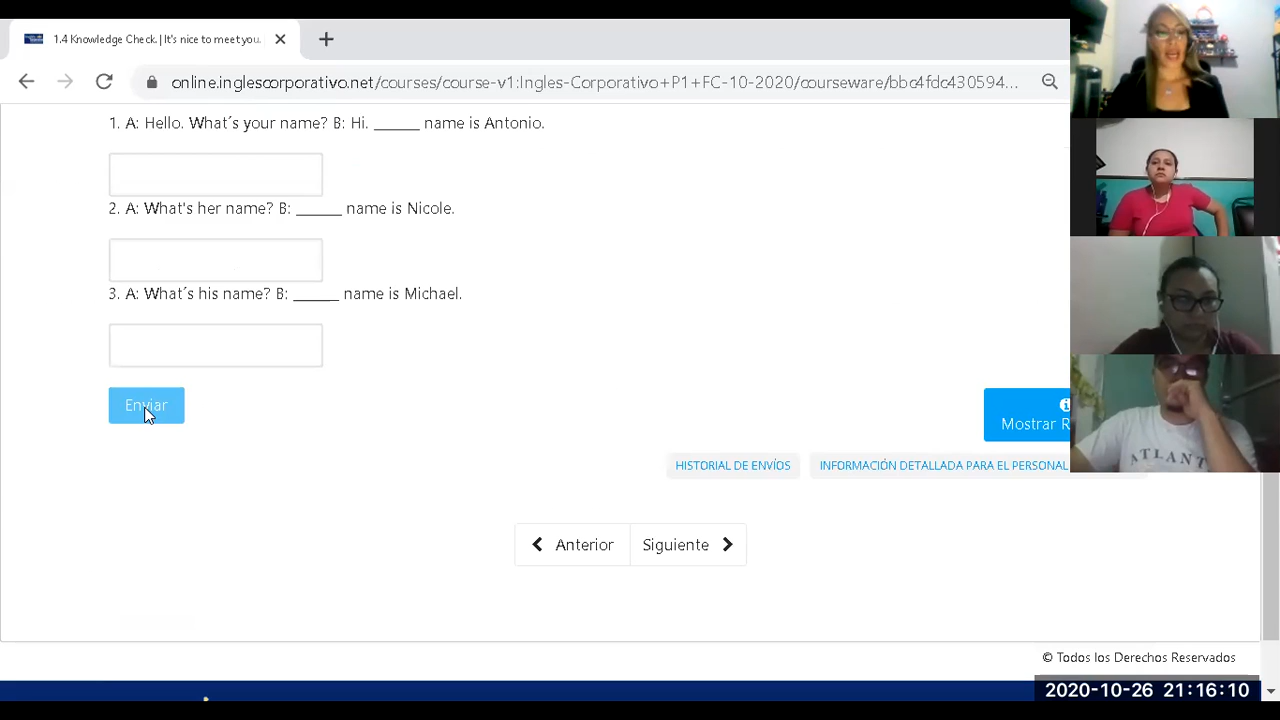 1.4 Knowledge Check. | It's nice to meet you.
online.inglescorporativo.net/courses/course-v1:Ingles-Corporativo+P1+FC-10-2020/courseware/bbc4fdc430594...
1. A: Hello. What´s your name? B: Hi. ______ name is Antonio.
2. A: What's her name? B: ______ name is Nicole.
3. A: What´s his name? B: ______ name is Michael.
Enviar
Mostrar R
HISTORIAL DE ENVÍOS INFORMACIÓN DETALLADA PARA EL PERSONAL
ATLANT
Anterior Siguiente
© Todos los Derechos Reservados
2020-10-26 21:16:10